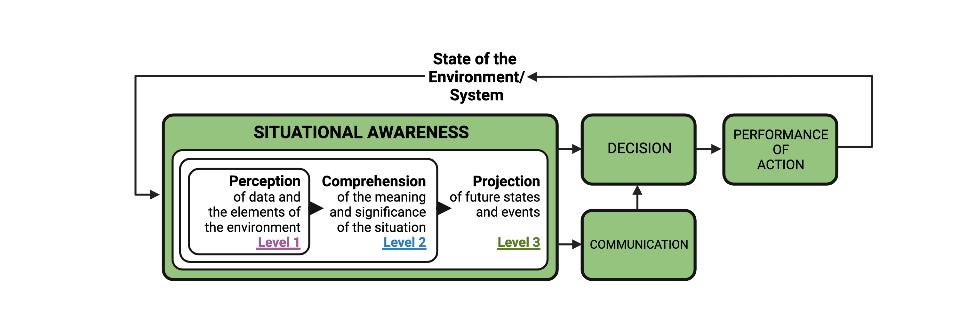 State of the
Environment/
System
SITUATIONAL AWARENESS
Perception
of data and
the elements of
the environment
Level 1
Comprehension
of the meaning
and significance
of the situation
Level 2
Projection
of future states
and events
Level 3
DECISION
PERFORMANCE
OF
ACTION
COMMUNICATION